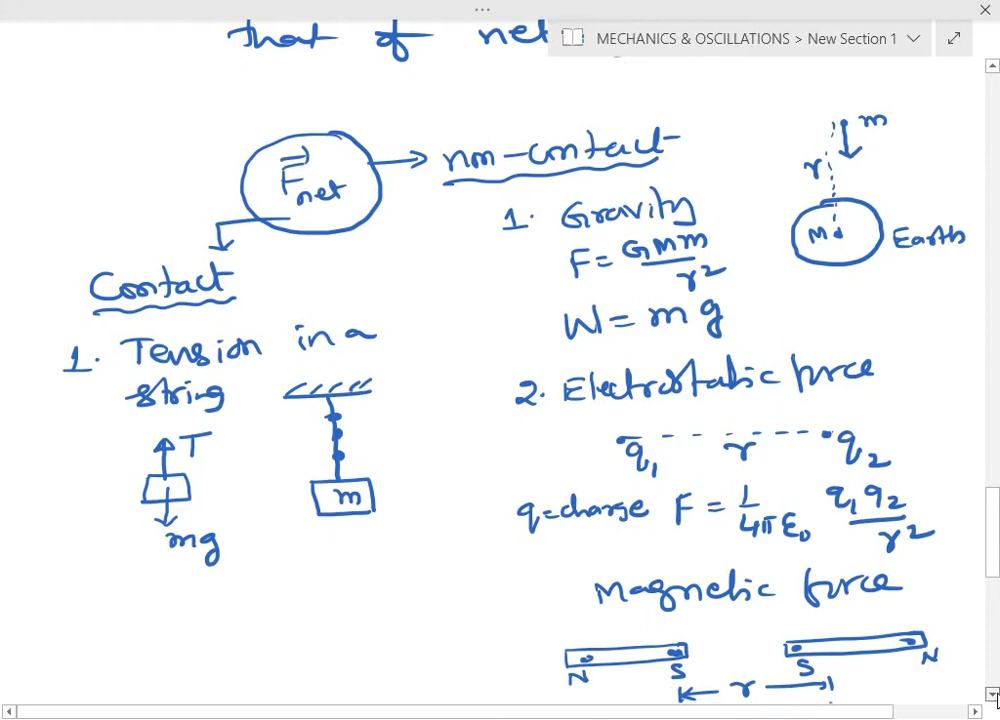 that of net
MECHANICS & OSCILLATIONS > New Section 1
F net
non-contact
m
r
M
Earth
1. Gravity
F = GMm / r²
W = mg
Contact
1. Tension in a
string
T
mg
m
2. Electrostatic force
q₁ r q₂
q=charge F = 1 / 4πε₀ q₁q₂ / r²
Magnetic force
N S S N
r